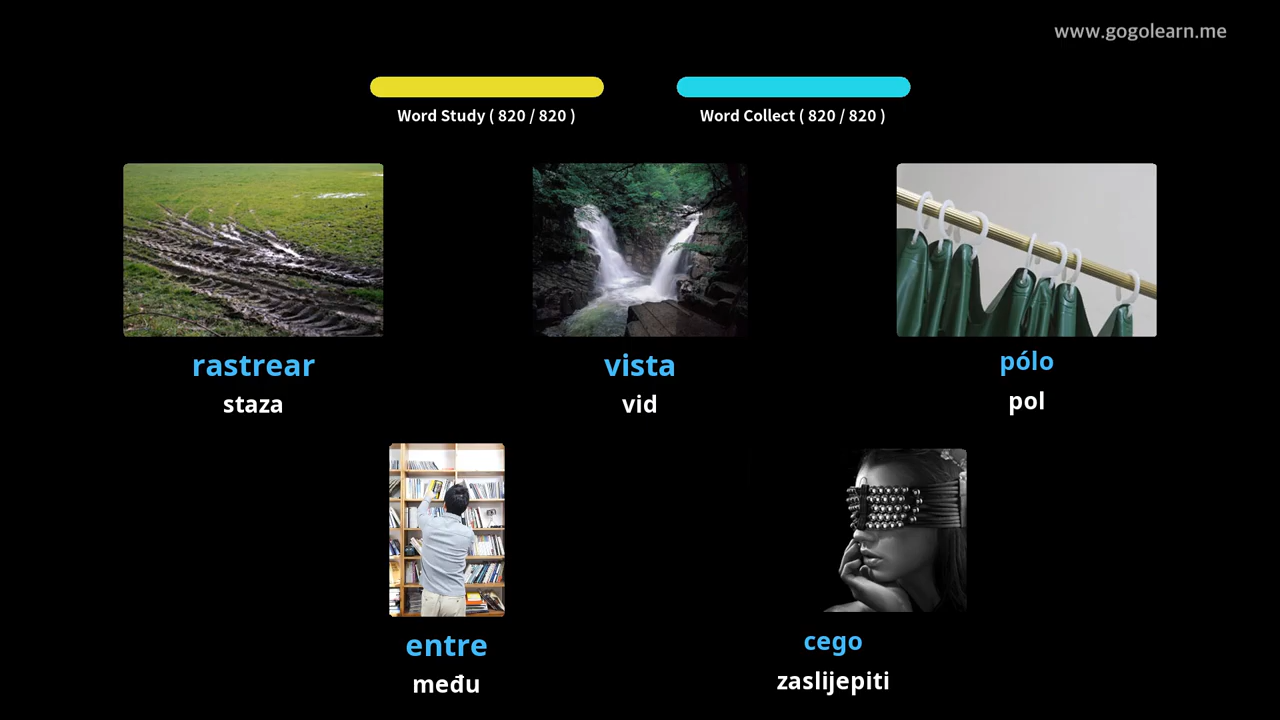 www.gogolearn.me
Word Study ( 820 / 820 )
Word Collect ( 820 / 820 )
rastrear
staza
vista
vid
pólo
pol
entre
među
cego
zaslijepiti